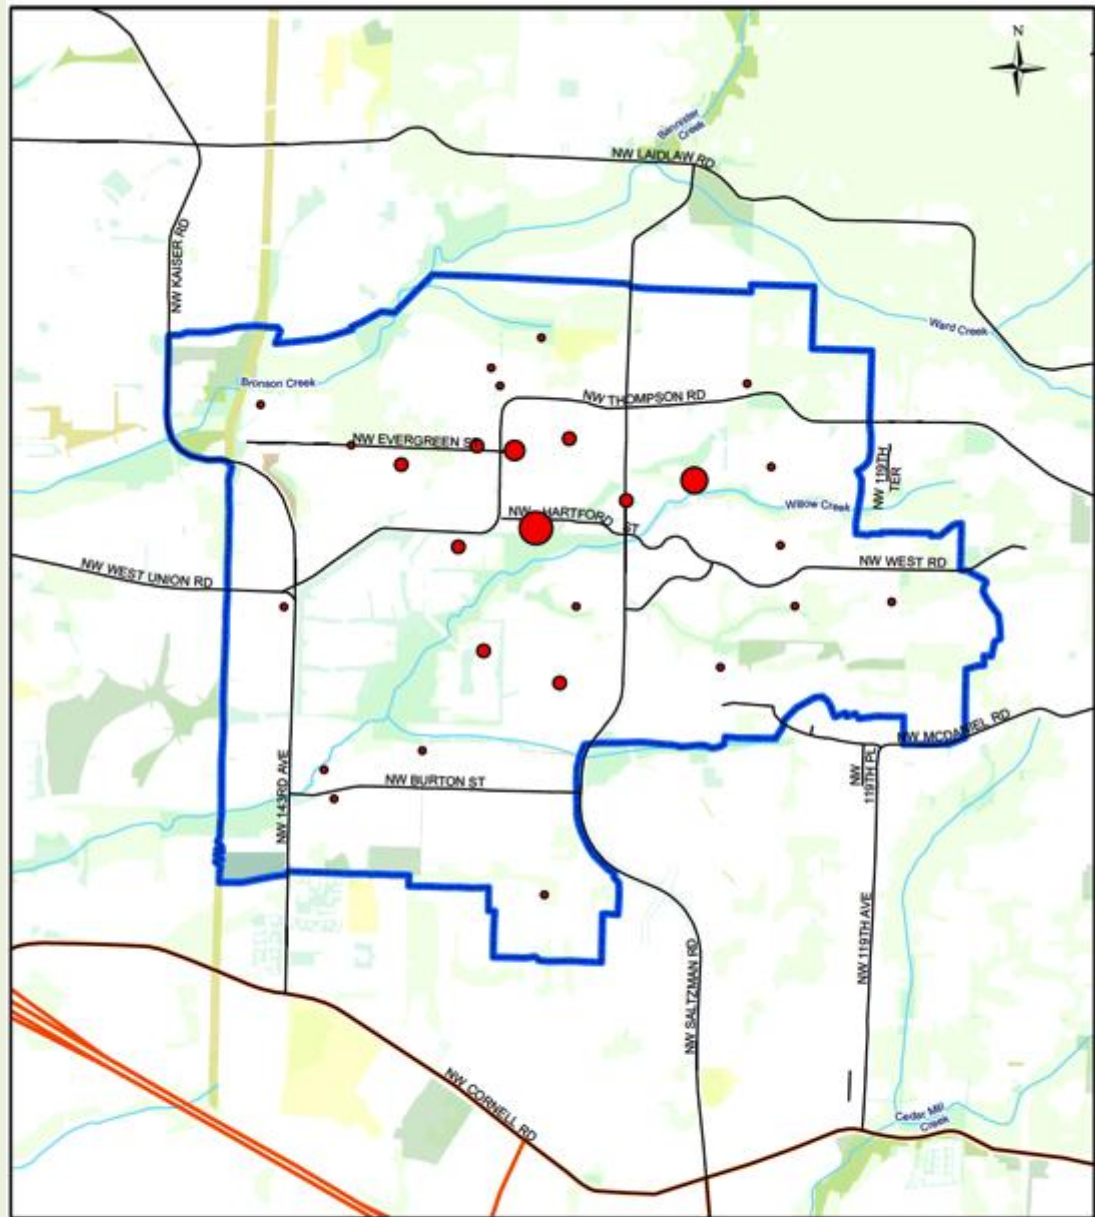 N
Bannister
Creek
NW LAIDLAW RD
NW KAISER RD
Ward Creek
Bronson Creek
NW THOMPSON RD
NW EVERGREEN ST
NW 119TH
TER
Willow Creek
NW HARTFORD ST
NW WEST RD
NW WEST UNION RD
NW MCDANIEL RD
NW
119TH PL
NW BURTON ST
NW 143RD AVE
NW 119TH AVE
NW SALTZMAN RD
NW CORNELL RD
Cedar Mill
Creek